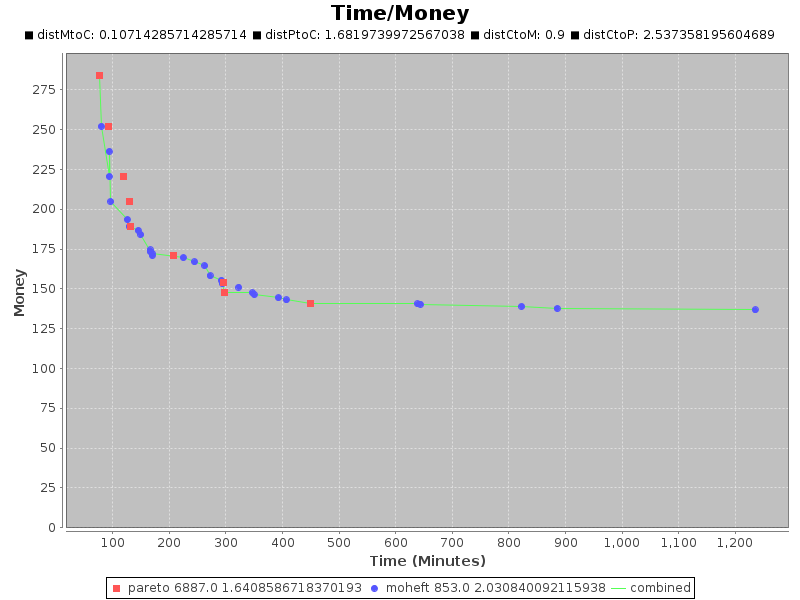 Time/Money
distMtoC: 0.10714285714285714 distPtoC: 1.6819739972567038 distCtoM: 0.9 distCtoP: 2.537358195604689
275
250
225
200
175
150
125
100
75
50
25
0
Money
100 200 300 400 500 600 700 800 900 1,000 1,100 1,200
Time (Minutes)
pareto 6887.0 1.6408586718370193 moheft 853.0 2.030840092115938 combined